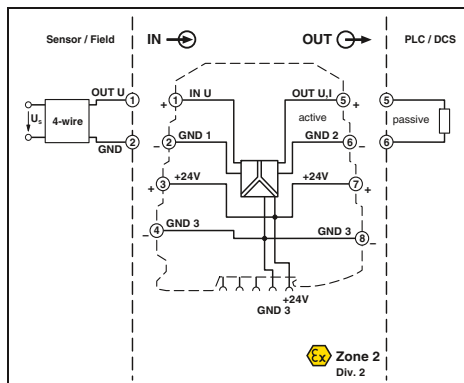 Sensor / Field
IN
OUT
PLC / DCS
OUT U
1
1
IN U
OUT U,I
5
5
+
+
Us
4-wire
active
passive
GND
2
2
GND 1
GND 2
6
6
–
–
3
+24V
+24V
7
+
+
4
GND 3
GND 3
8
–
–
+24V
GND 3
Ex
Zone 2
Div. 2